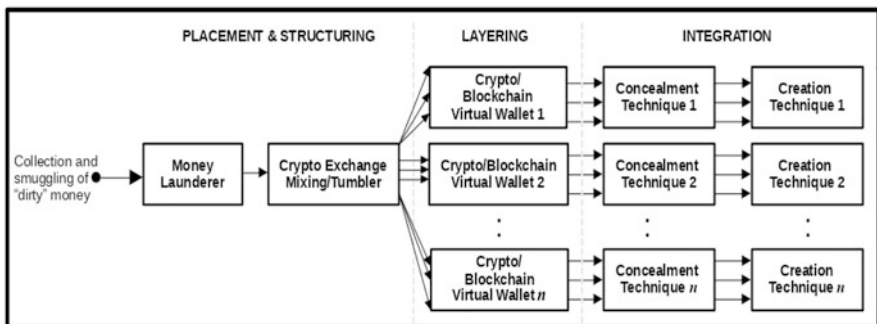 PLACEMENT & STRUCTURING
LAYERING
INTEGRATION
Collection and
smuggling of
"dirty" money
Money
Launderer
Crypto Exchange
Mixing/Tumbler
Crypto/
Blockchain
Virtual Wallet 1
Concealment
Technique 1
Creation
Technique 1
Crypto/Blockchain
Virtual Wallet 2
Concealment
Technique 2
Creation
Technique 2
Crypto/
Blockchain
Virtual Wallet n
Concealment
Technique n
Creation
Technique n